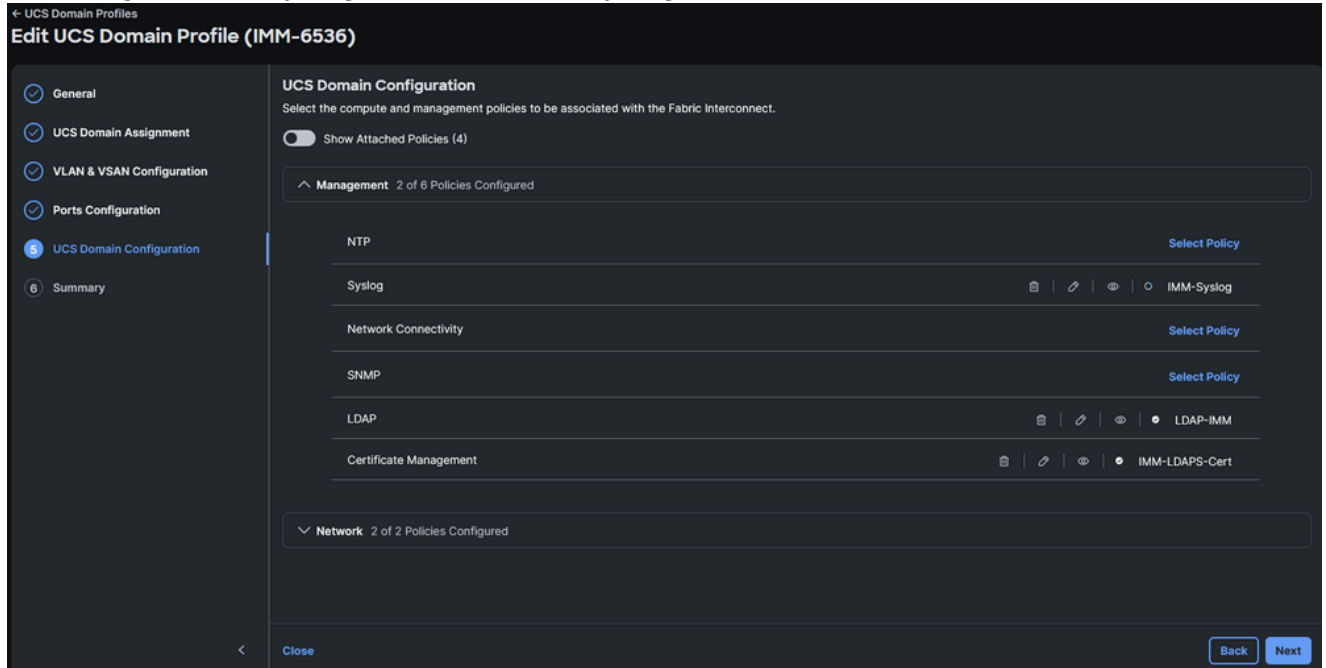 ← UCS Domain Profiles
Edit UCS Domain Profile (IMM-6536)
General
UCS Domain Assignment
VLAN & VSAN Configuration
Ports Configuration
5 UCS Domain Configuration
6 Summary
UCS Domain Configuration
Select the compute and management policies to be associated with the Fabric Interconnect.
Show Attached Policies (4)
Management 2 of 6 Policies Configured
NTP Select Policy
Syslog IMM-Syslog
Network Connectivity Select Policy
SNMP Select Policy
LDAP LDAP-IMM
Certificate Management IMM-LDAPS-Cert
Network 2 of 2 Policies Configured
Close Back Next